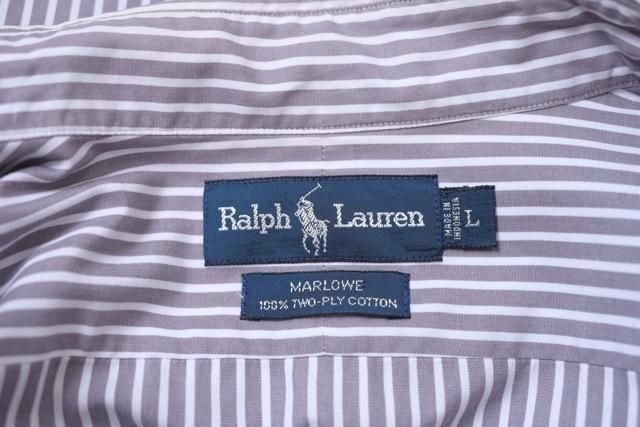 Ralph Lauren
MADE IN
INDONESIA
L
MARLOWE
100% TWO-PLY COTTON